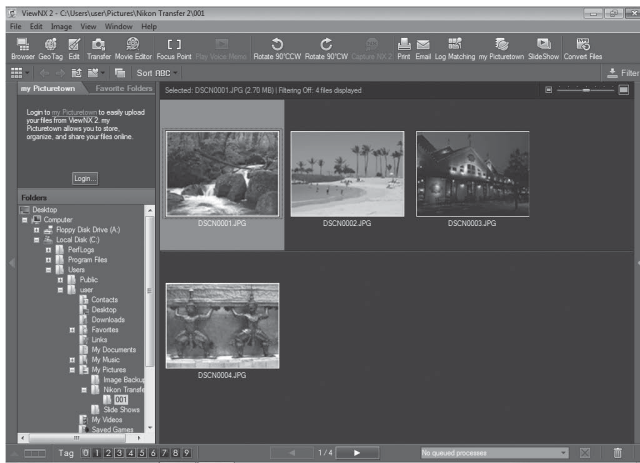 ViewNX 2 - C:\Users\user\Pictures\Nikon Transfer 2\001
File Edit Image View Window Help
Browser GeoTag Edit Transfer Movie Editor Focus Point Play Voice Memo Rotate 90°CCW Rotate 90°CW Capture NX 2 Print Email Log Matching my Picturetown SlideShow Convert Files
Sort ABC Filter
my Picturetown Favorite Folders
Selected: DSCN0001.JPG (2.70 MB) | Filtering Off: 4 files displayed
Login to my Picturetown to easily upload
your files from ViewNX 2. my
Picturetown allows you to store,
organize, and share your files online.
Login...
Folders
Desktop
Computer
Floppy Disk Drive (A:)
Local Disk (C:)
PerfLogs
Program Files
Users
Public
user
Contacts
Desktop
Downloads
Favorites
Links
My Documents
My Music
My Pictures
Image Backup
Nikon Transfe
001
Slide Shows
My Videos
Saved Games
DSCN0001.JPG
DSCN0002.JPG
DSCN0003.JPG
DSCN0004.JPG
Tag 0 1 2 3 4 5 6 7 8 9
1/4
No queued processes